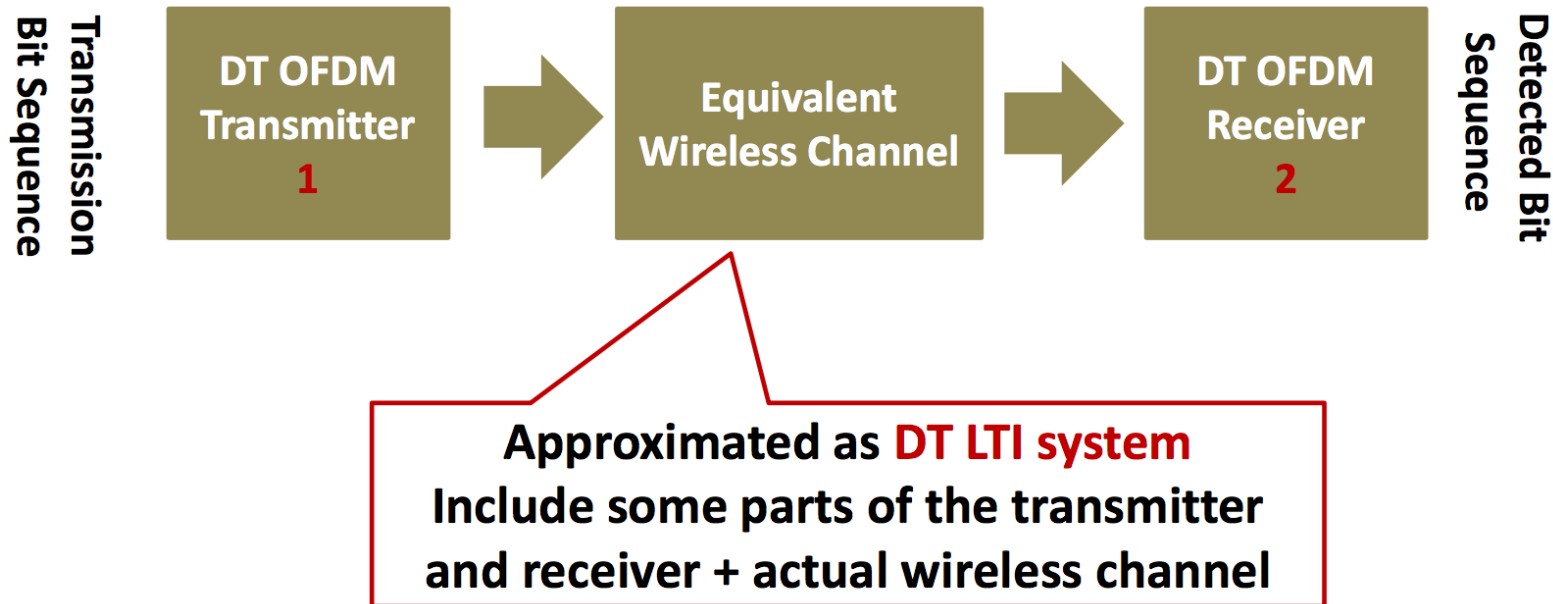 Transmission
Bit Sequence
DT OFDM
Transmitter
1
Equivalent
Wireless Channel
DT OFDM
Receiver
2
Detected Bit
Sequence
Approximated as DT LTI system
Include some parts of the transmitter
and receiver + actual wireless channel